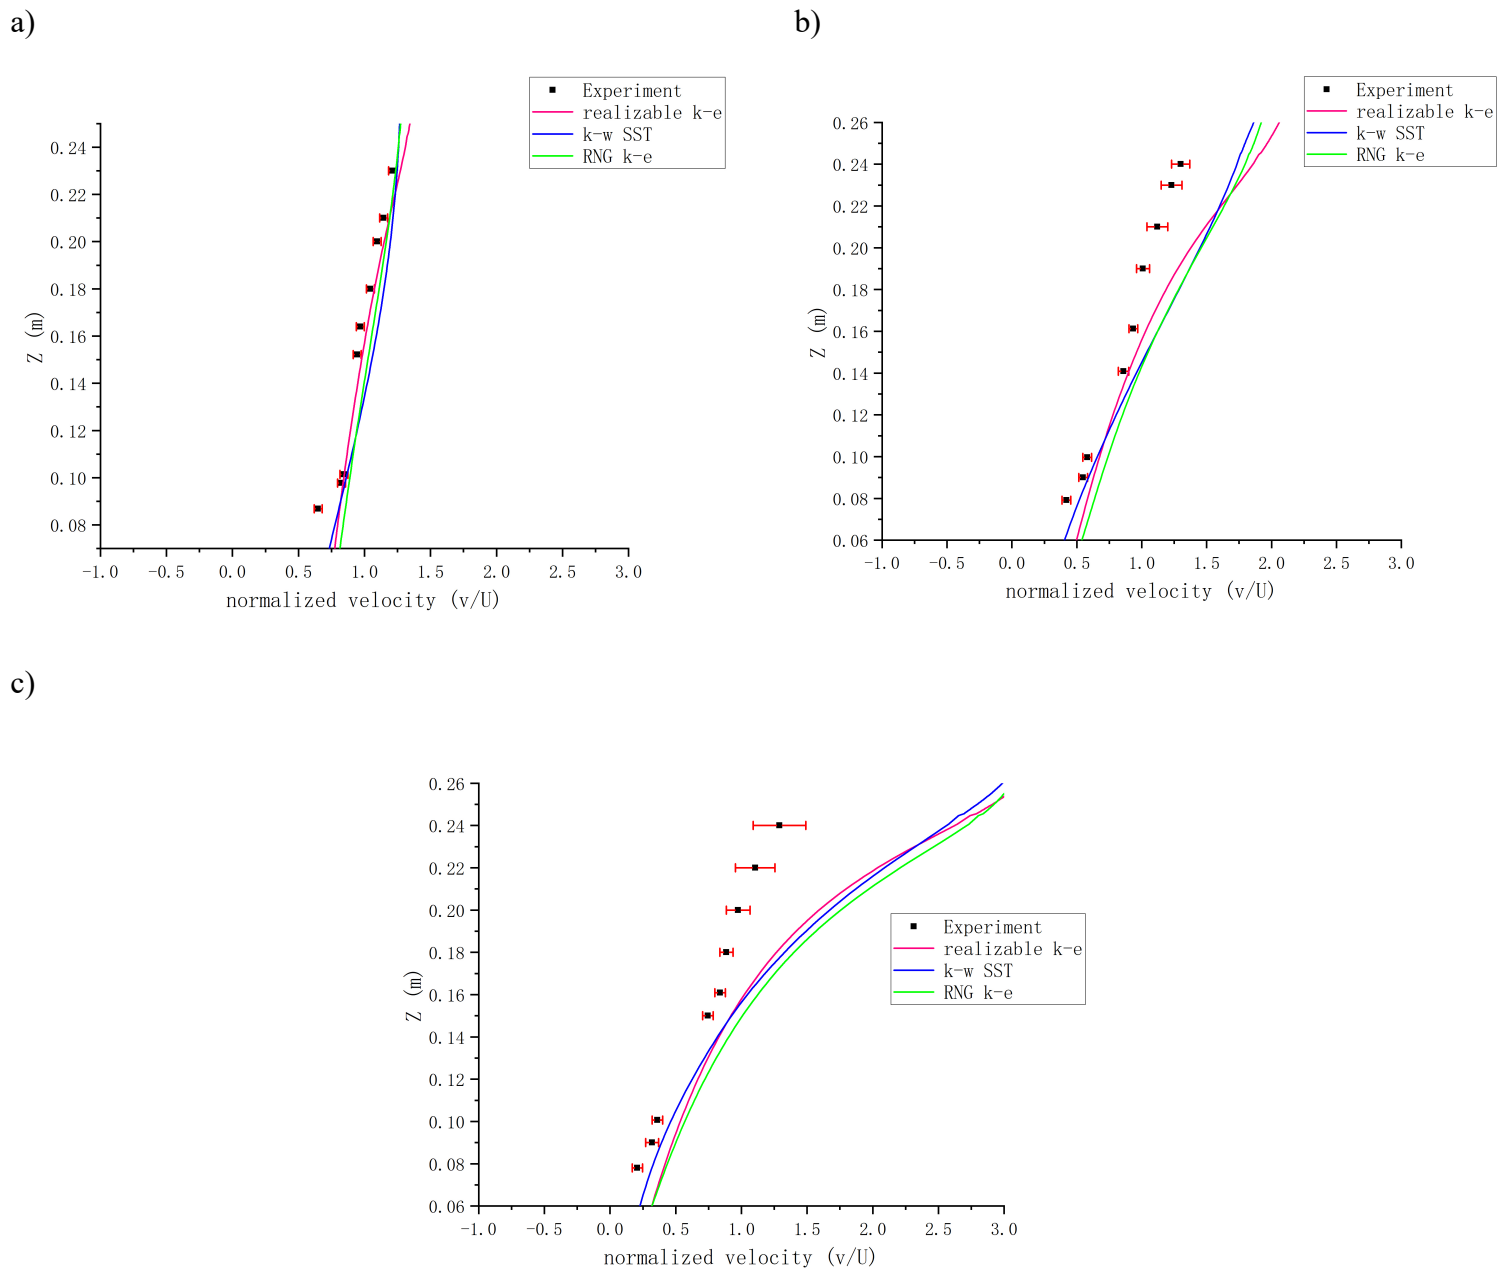 a)
Experiment
realizable k-e
k-w SST
RNG k-e
0.24
0.22
0.20
0.18
0.16
0.14
0.12
0.10
0.08
Z (m)
-1.0 -0.5 0.0 0.5 1.0 1.5 2.0 2.5 3.0
normalized velocity (v/U)
b)
Experiment
realizable k-e
k-w SST
RNG k-e
0.26
0.24
0.22
0.20
0.18
0.16
0.14
0.12
0.10
0.08
0.06
Z (m)
-1.0 -0.5 0.0 0.5 1.0 1.5 2.0 2.5 3.0
normalized velocity (v/U)
c)
0.26
0.24
0.22
0.20
0.18
0.16
0.14
0.12
0.10
0.08
0.06
Z (m)
Experiment
realizable k-e
k-w SST
RNG k-e
-1.0 -0.5 0.0 0.5 1.0 1.5 2.0 2.5 3.0
normalized velocity (v/U)